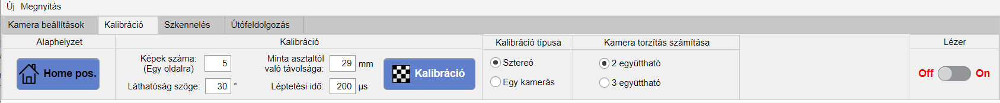 Új Megnyitás
Kamera beállítások Kalibráció Szkennelés Útófeldolgozás
Alaphelyzet
Home pos.
Kalibráció
Képek száma:
(Egy oldalra) 5
Láthatóság szöge: 30 °
Minta asztaltól
való távolsága: 29 mm
Léptetési idő: 200 µs
Kalibráció
Kalibráció típusa
Sztereó
Egy kamerás
Kamera torzítás számítása
2 együttható
3 együttható
Lézer
Off On